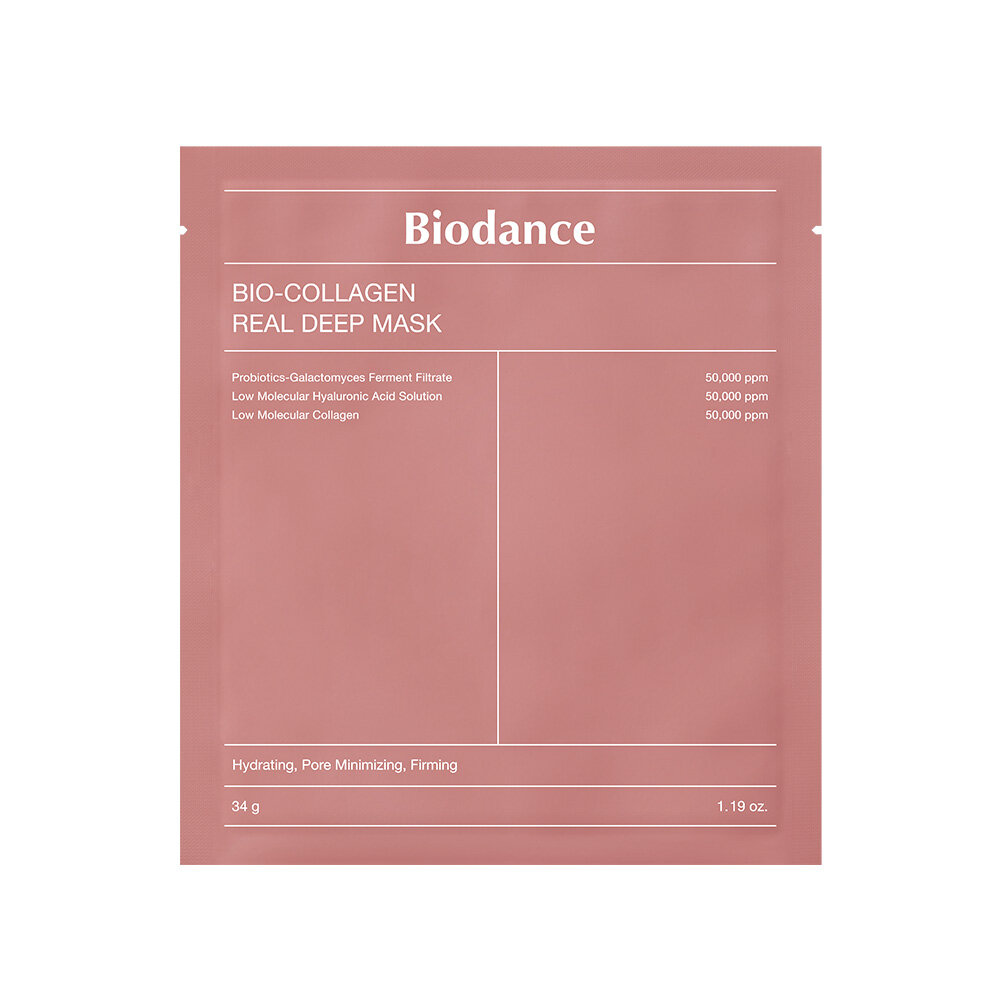 Biodance
BIO-COLLAGEN
REAL DEEP MASK
Probiotics-Galactomyces Ferment Filtrate 50,000 ppm
Low Molecular Hyaluronic Acid Solution 50,000 ppm
Low Molecular Collagen 50,000 ppm
Hydrating, Pore Minimizing, Firming
34 g 1.19 oz.